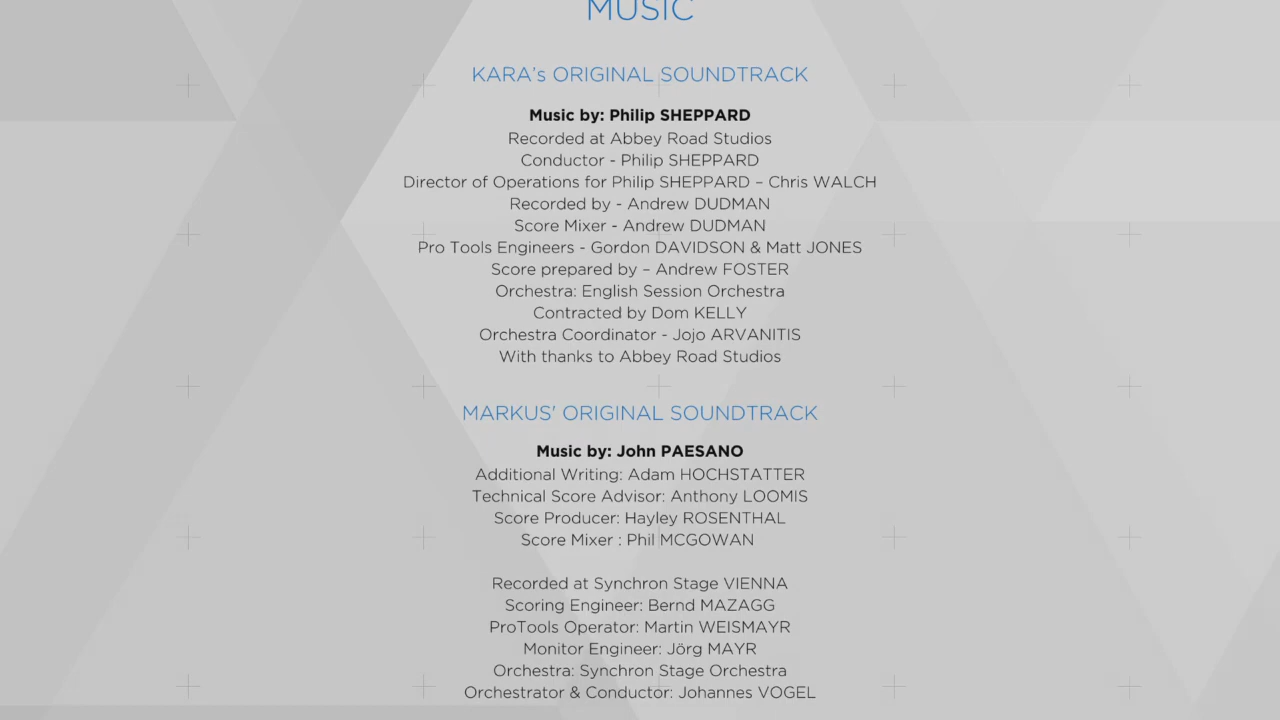 MUSIC
KARA's ORIGINAL SOUNDTRACK
Music by: Philip SHEPPARD
Recorded at Abbey Road Studios
Conductor - Philip SHEPPARD
Director of Operations for Philip SHEPPARD – Chris WALCH
Recorded by - Andrew DUDMAN
Score Mixer - Andrew DUDMAN
Pro Tools Engineers - Gordon DAVIDSON & Matt JONES
Score prepared by – Andrew FOSTER
Orchestra: English Session Orchestra
Contracted by Dom KELLY
Orchestra Coordinator - Jojo ARVANITIS
With thanks to Abbey Road Studios
MARKUS' ORIGINAL SOUNDTRACK
Music by: John PAESANO
Additional Writing: Adam HOCHSTATTER
Technical Score Advisor: Anthony LOOMIS
Score Producer: Hayley ROSENTHAL
Score Mixer : Phil MCGOWAN
Recorded at Synchron Stage VIENNA
Scoring Engineer: Bernd MAZAGG
ProTools Operator: Martin WEISMAYR
Monitor Engineer: Jörg MAYR
Orchestra: Synchron Stage Orchestra
Orchestrator & Conductor: Johannes VOGEL